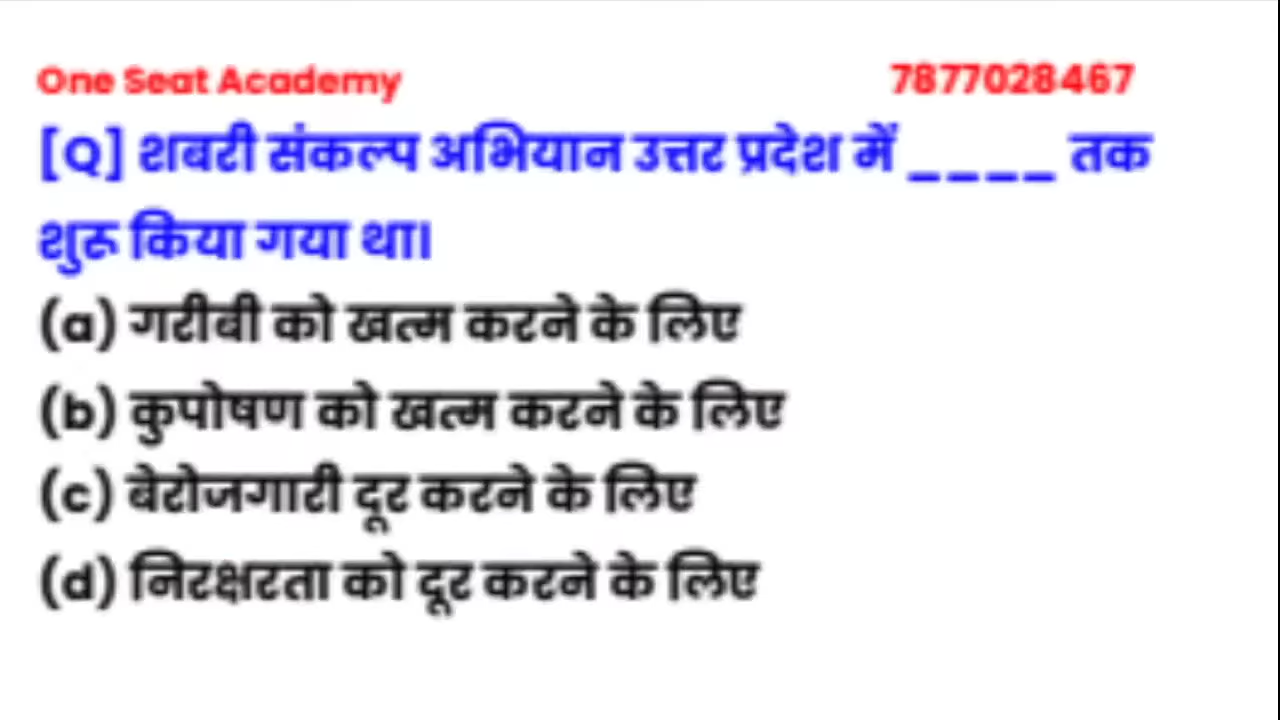 One Seat Academy 7877028467
[Q] शबरी संकल्प अभियान उत्तर प्रदेश में ____ तक
शुरू किया गया था।
(a) गरीबी को खत्म करने के लिए
(b) कुपोषण को खत्म करने के लिए
(c) बेरोजगारी दूर करने के लिए
(d) निरक्षरता को दूर करने के लिए